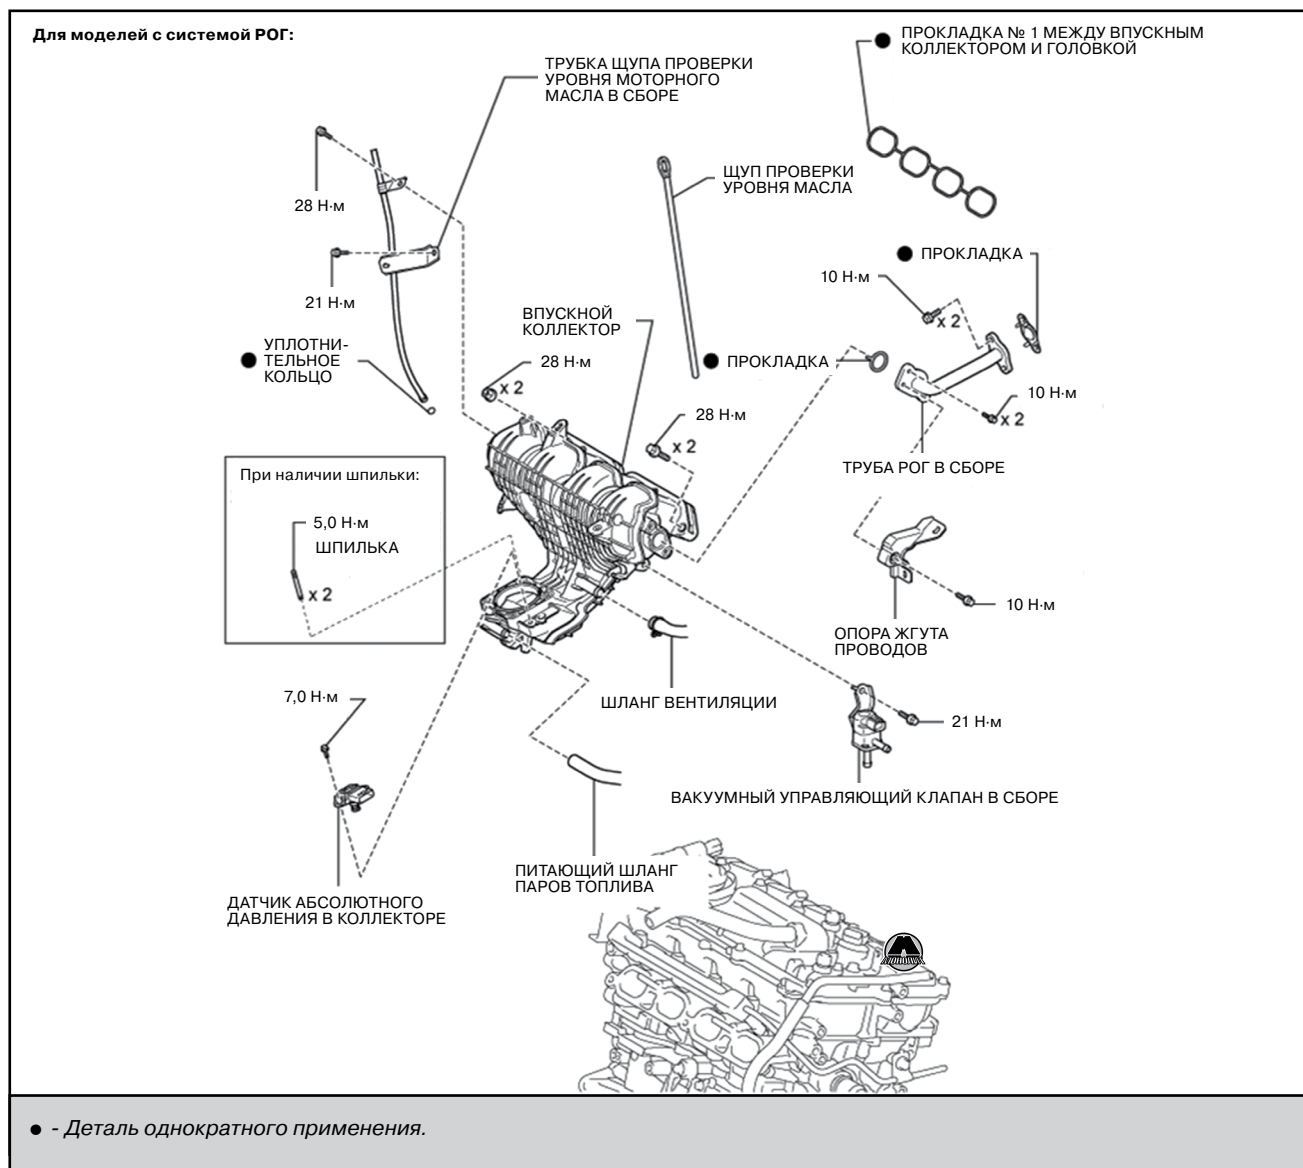 Для моделей с системой РОГ:
ПРОКЛАДКА № 1 МЕЖДУ ВПУСКНЫМ
КОЛЛЕКТОРОМ И ГОЛОВКОЙ
ТРУБКА ЩУПА ПРОВЕРКИ
УРОВНЯ МОТОРНОГО
МАСЛА В СБОРЕ
ЩУП ПРОВЕРКИ
УРОВНЯ МАСЛА
28 Н·м
21 Н·м
ПРОКЛАДКА
10 Н·м
x 2
ВПУСКНОЙ
КОЛЛЕКТОР
УПЛОТНИ-
ТЕЛЬНОЕ
КОЛЬЦО
28 Н·м
x 2
ПРОКЛАДКА
10 Н·м
x 2
28 Н·м
x 2
ТРУБА РОГ В СБОРЕ
При наличии шпильки:
5,0 Н·м
ШПИЛЬКА
x 2
10 Н·м
ОПОРА ЖГУТА
ПРОВОДОВ
ШЛАНГ ВЕНТИЛЯЦИИ
7,0 Н·м
21 Н·м
ВАКУУМНЫЙ УПРАВЛЯЮЩИЙ КЛАПАН В СБОРЕ
ПИТАЮЩИЙ ШЛАНГ
ПАРОВ ТОПЛИВА
ДАТЧИК АБСОЛЮТНОГО
ДАВЛЕНИЯ В КОЛЛЕКТОРЕ
● - Деталь однократного применения.